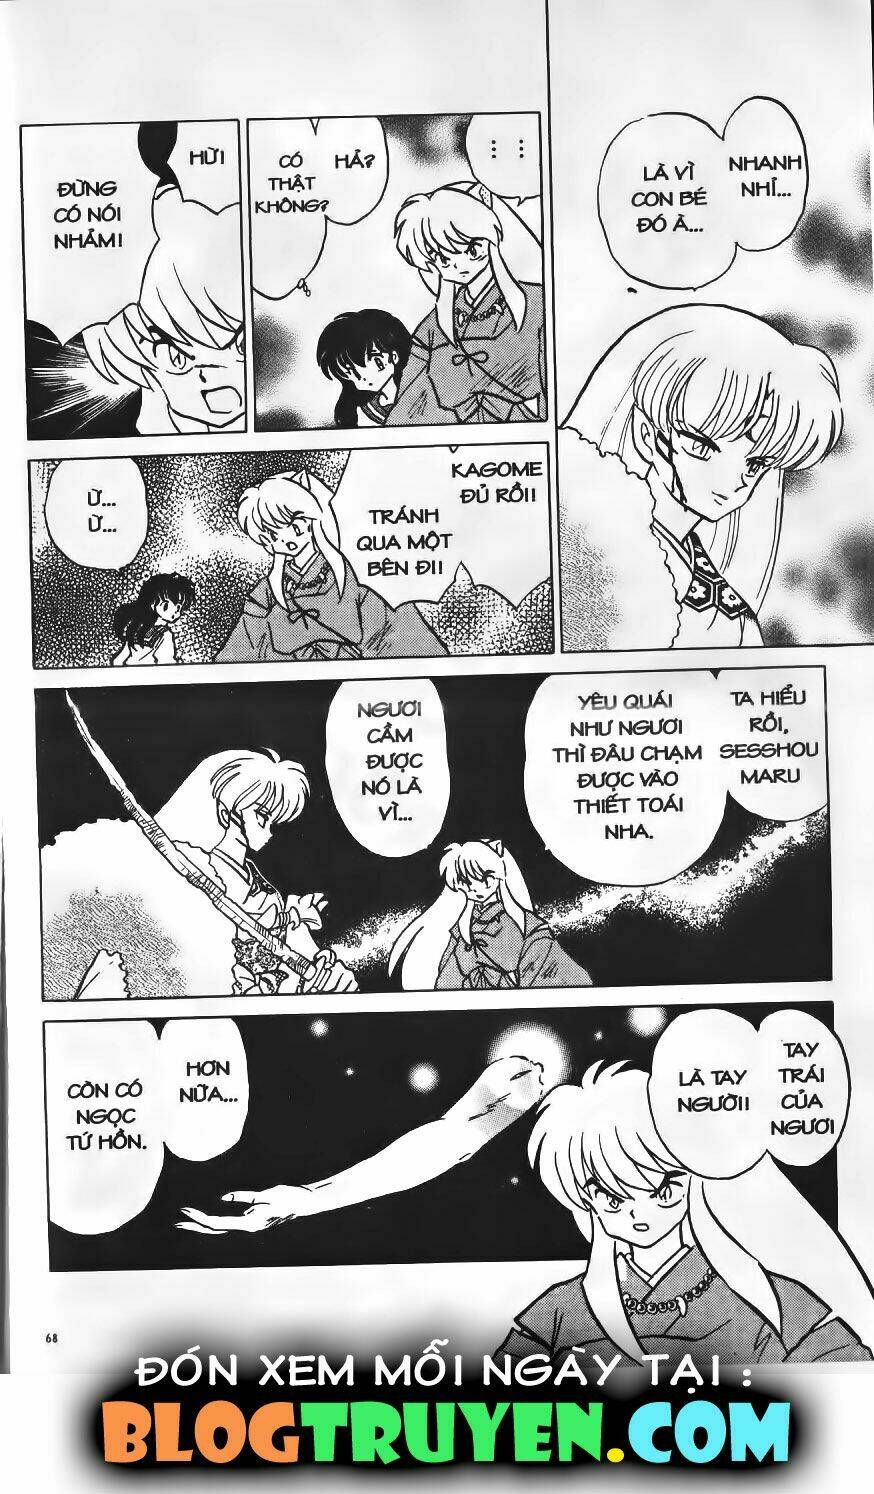 NHANH
NHỈ...
LÀ VÌ
CON BÉ
ĐÓ À...
... ...
HẢ?
CÓ
THẬT
KHÔNG?
HỪ!
ĐỪNG
CÓ NÓI
NHẢM!
KAGOME
ĐỦ RỒI!
TRÁNH
QUA MỘT
BÊN ĐI!
Ừ...
Ừ...
TA HIỂU
RỒI,
SESSHOU
MARU
YÊU QUÁI
NHƯ NGƯƠI
THÌ ĐÂU CHẠM
ĐƯỢC VÀO
THIẾT TOÁI
NHA.
NGƯƠI
CẦM
ĐƯỢC
NÓ LÀ
VÌ...
TAY
TRÁI
CỦA
NGƯƠI
LÀ TAY
NGƯỜI!
HƠN
NỮA...
CÒN CÓ
NGỌC
TỨ HỒN.
68
ĐÓN XEM MỖI NGÀY TẠI :
BLOGTRUYEN.COM